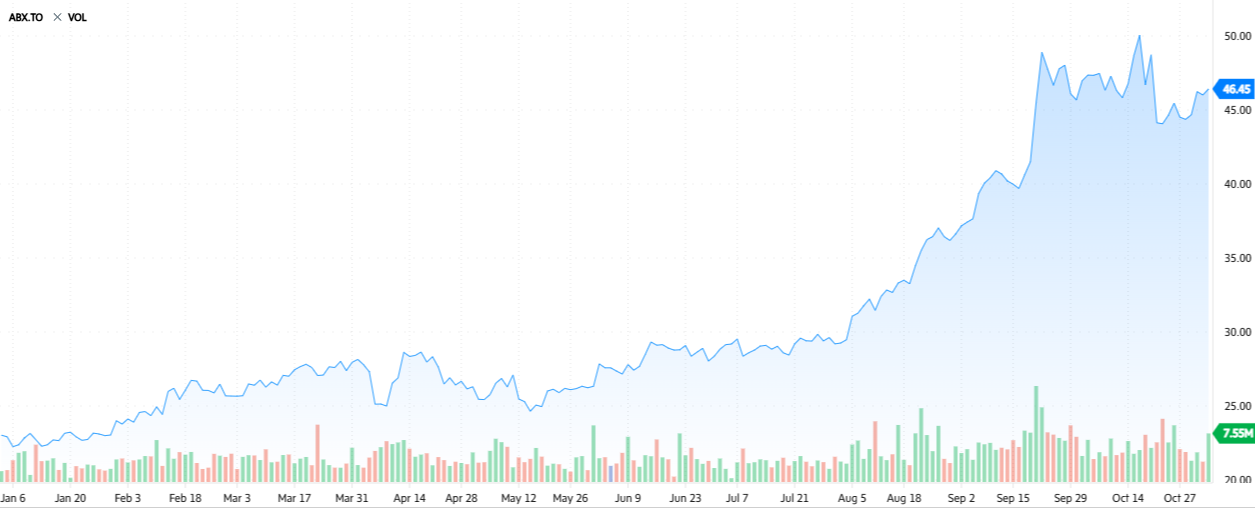 ABX.TO × VOL
50.00
46.45
45.00
40.00
35.00
30.00
25.00
7.55M
20.00
Jan 6 Jan 20 Feb 3 Feb 18 Mar 3 Mar 17 Mar 31 Apr 14 Apr 28 May 12 May 26 Jun 9 Jun 23 Jul 7 Jul 21 Aug 5 Aug 18 Sep 2 Sep 15 Sep 29 Oct 14 Oct 27